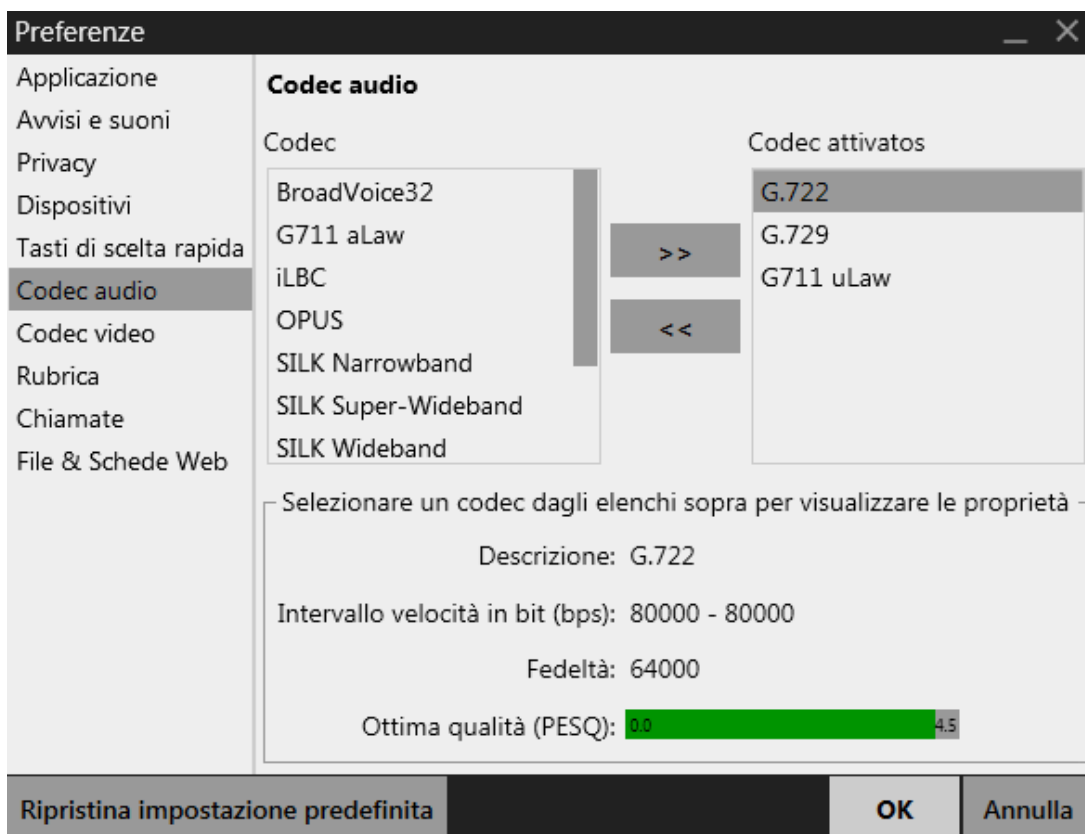 Preferenze
Applicazione
Avvisi e suoni
Privacy
Dispositivi
Tasti di scelta rapida
Codec audio
Codec video
Rubrica
Chiamate
File & Schede Web
Codec audio
Codec
BroadVoice32
G711 aLaw
iLBC
OPUS
SILK Narrowband
SILK Super-Wideband
SILK Wideband
>>
<<
Codec attivatos
G.722
G.729
G711 uLaw
Selezionare un codec dagli elenchi sopra per visualizzare le proprietà
Descrizione: G.722
Intervallo velocità in bit (bps): 80000 - 80000
Fedeltà: 64000
Ottima qualità (PESQ): 0.0 4.5
Ripristina impostazione predefinita
OK
Annulla